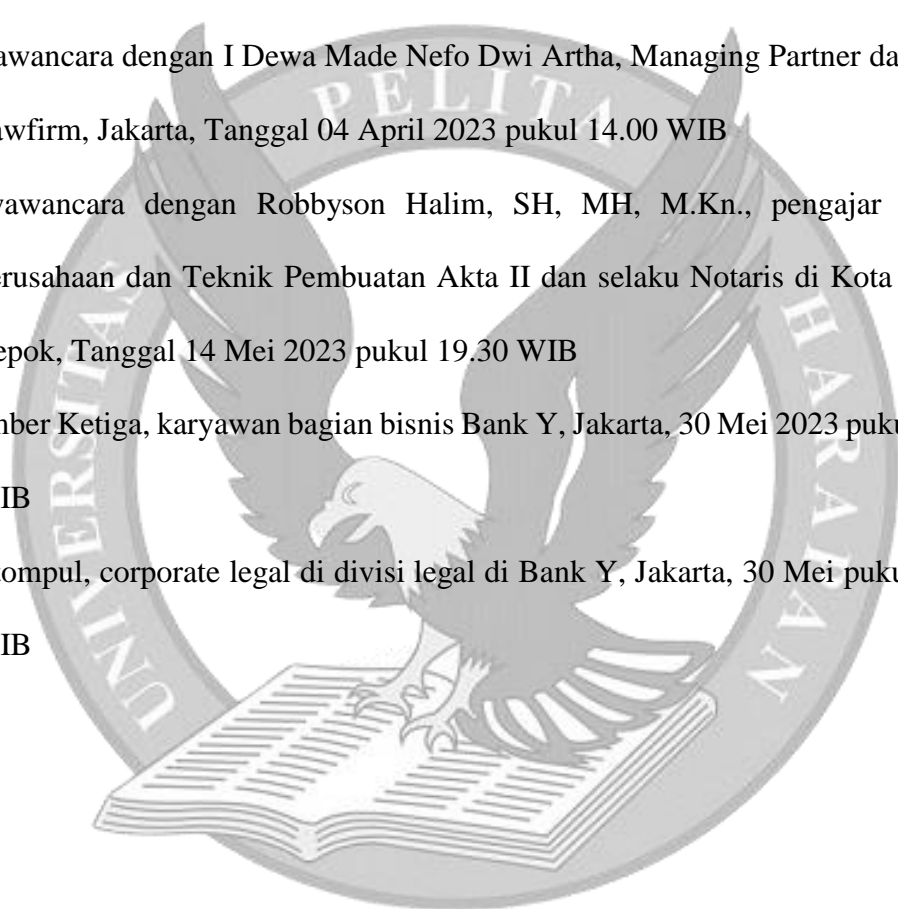 awancara dengan I Dewa Made Nefo Dwi Artha, Managing Partner da
awfirm, Jakarta, Tanggal 04 April 2023 pukul 14.00 WIB
wawancara dengan Robbyson Halim, SH, MH, M.Kn., pengajar
erusahaan dan Teknik Pembuatan Akta II dan selaku Notaris di Kota
epok, Tanggal 14 Mei 2023 pukul 19.30 WIB
mber Ketiga, karyawan bagian bisnis Bank Y, Jakarta, 30 Mei 2023 puku
IB
tompul, corporate legal di divisi legal di Bank Y, Jakarta, 30 Mei puku
IB
UNIVERSITAS PELITA HARAPAN